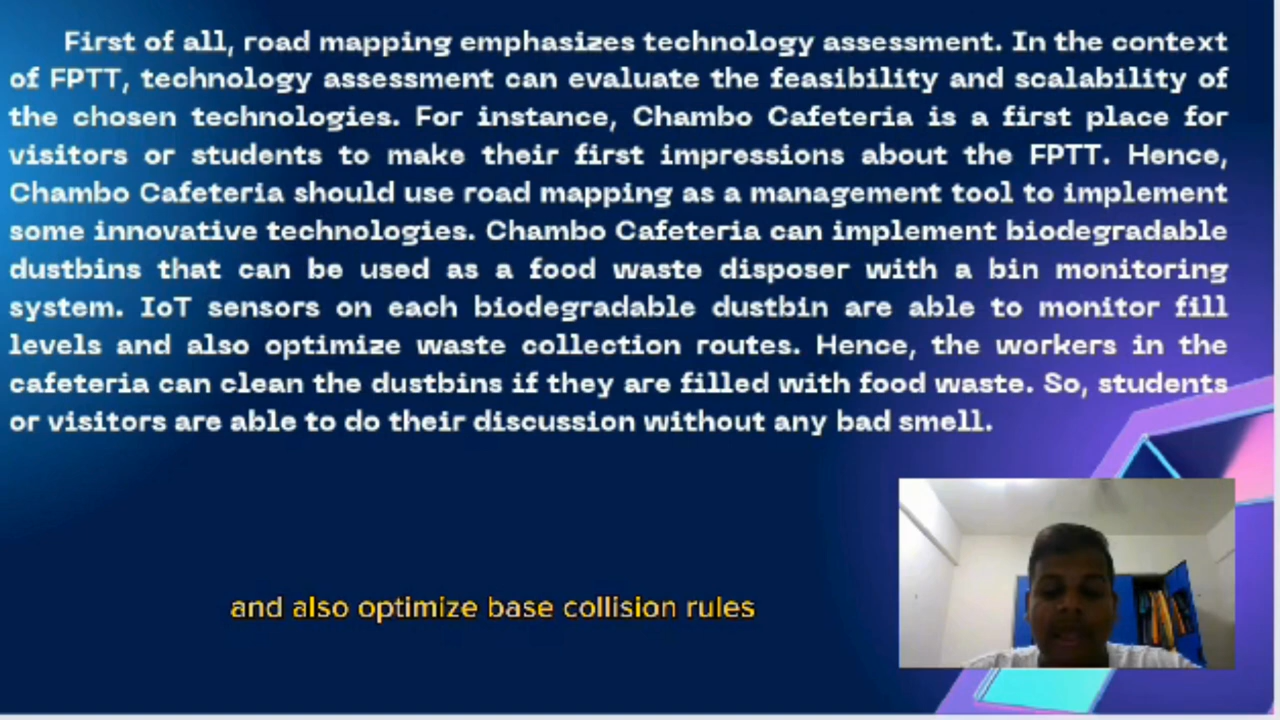 First of all, road mapping emphasizes technology assessment. In the context
of FPTT, technology assessment can evaluate the feasibility and scalability of
the chosen technologies. For instance, Chambo Cafeteria is a first place for
visitors or students to make their first impressions about the FPTT. Hence,
Chambo Cafeteria should use road mapping as a management tool to implement
some innovative technologies. Chambo Cafeteria can implement biodegradable
dustbins that can be used as a food waste disposer with a bin monitoring
system. IoT sensors on each biodegradable dustbin are able to monitor fill
levels and also optimize waste collection routes. Hence, the workers in the
cafeteria can clean the dustbins if they are filled with food waste. So, students
or visitors are able to do their discussion without any bad smell.
and also optimize base collision rules